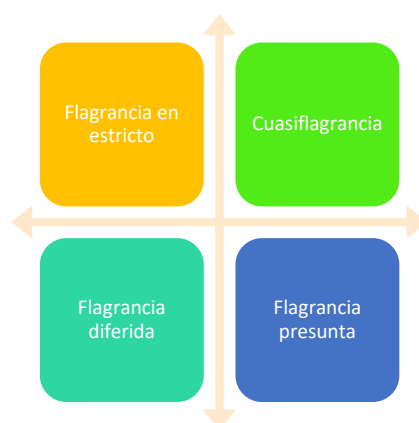 Flagrancia en
estricto
Cuasiflagrancia
Flagrancia
diferida
Flagrancia
presunta